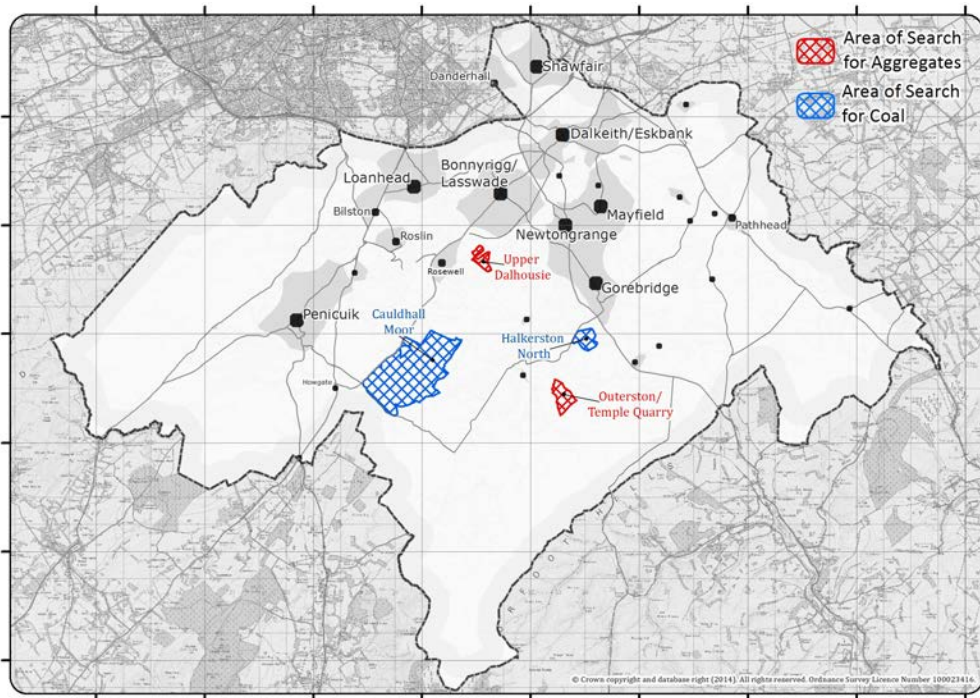 Area of Search
for Aggregates
Area of Search
for Coal
Shawfair
Danderhall
Dalkeith/Eskbank
Bonnyrigg/
Lasswade
Loanhead
Bilston
Mayfield
Pathhead
Newtongrange
Roslin
Rosewell
Upper
Dalhousie
Gorebridge
Penicuik
Cauldhall
Moor
Halkerston
North
Howgate
Outerston/
Temple Quarry
© Crown copyright and database right (2014). All rights reserved. Ordnance Survey Licence Number 100023416